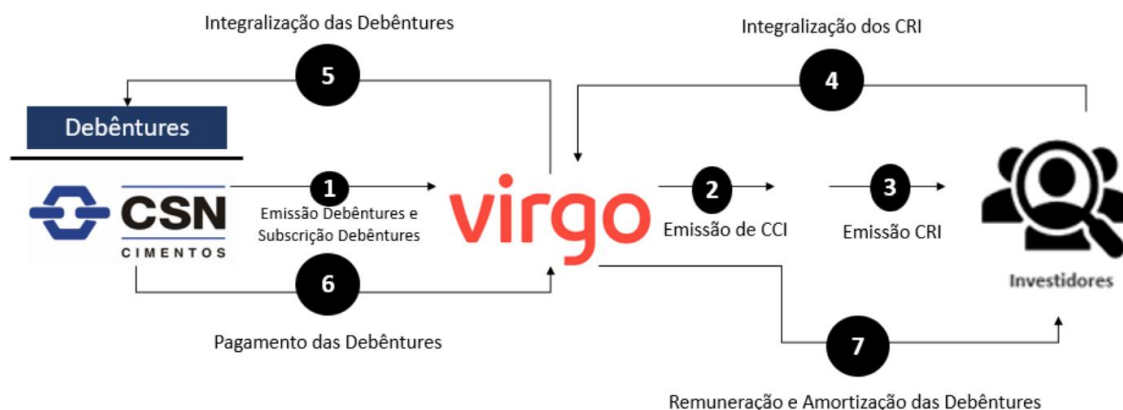 Integralização das Debêntures
Integralização dos CRI
5
4
Debêntures
CSN
CIMENTOS
1
Emissão Debêntures e
Subscrição Debêntures
virgo
2
Emissão de CCI
3
Emissão CRI
Investidores
6
Pagamento das Debêntures
7
Remuneração e Amortização das Debêntures